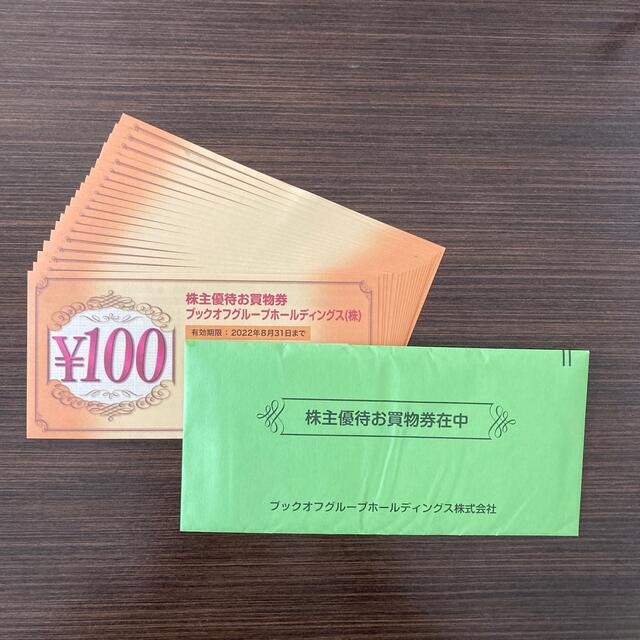 株主優待お買物券
ブックオフグループホールディングス(株)
有効期限：2022年8月31日まで
¥100
株主優待お買物券在中
ブックオフグループホールディングス株式会社